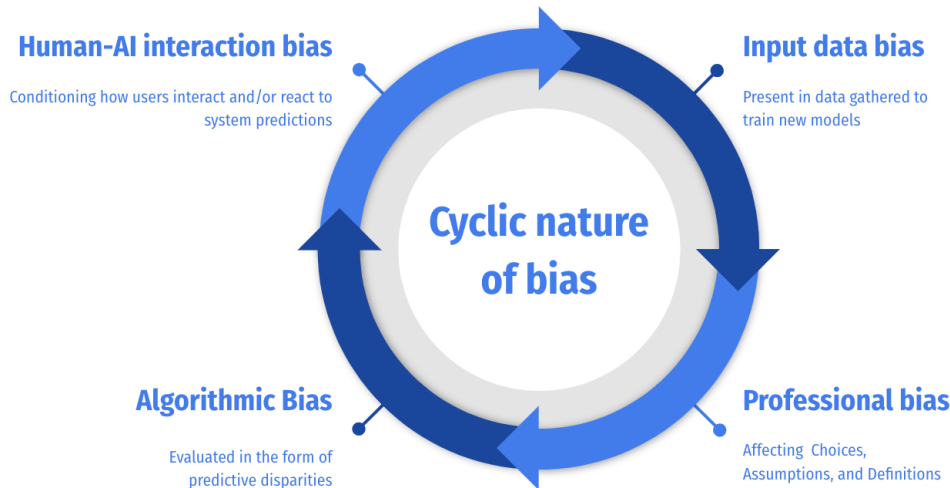 Human-AI interaction bias
Conditioning how users interact and/or react to
system predictions
Input data bias
Present in data gathered to
train new models
Cyclic nature
of bias
Algorithmic Bias
Evaluated in the form of
predictive disparities
Professional bias
Affecting Choices,
Assumptions, and Definitions